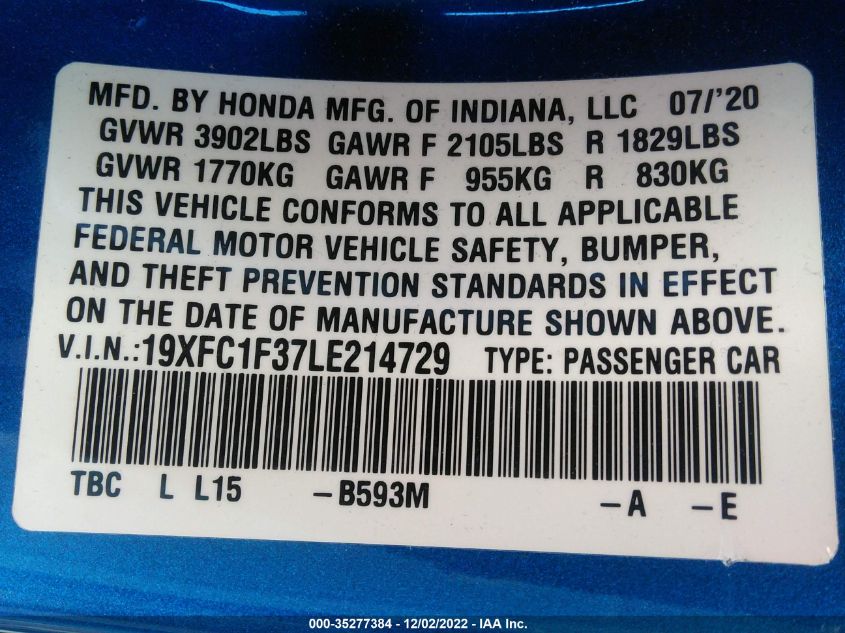 MFD. BY HONDA MFG. OF INDIANA, LLC 07/'20
GVWR 3902LBS GAWR F 2105LBS R 1829LBS
GVWR 1770KG GAWR F 955KG R 830KG
THIS VEHICLE CONFORMS TO ALL APPLICABLE
FEDERAL MOTOR VEHICLE SAFETY, BUMPER,
AND THEFT PREVENTION STANDARDS IN EFFECT
ON THE DATE OF MANUFACTURE SHOWN ABOVE.
V.I.N.:19XFC1F37LE214729 TYPE: PASSENGER CAR
TBC L L15 -B593M -A -E
000-35277384 - 12/02/2022 - IAA Inc.